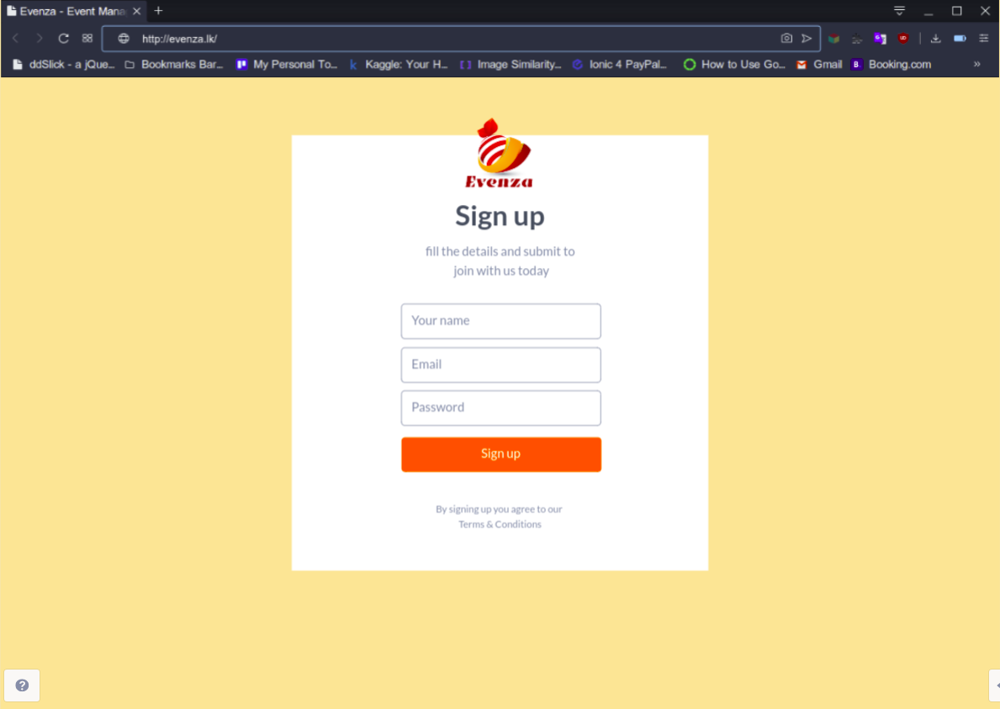 Evenza - Event Mana
http://evenza.lk/
ddSlick - a jQue...
Bookmarks Bar...
My Personal To...
Kaggle: Your H...
Image Similarity...
Ionic 4 PayPal...
How to Use Go...
Gmail
B.
Booking.com
»
Evenza
Sign up
fill the details and submit to
join with us today
Your name
Email
Password
Sign up
By signing up you agree to our
Terms & Conditions
?